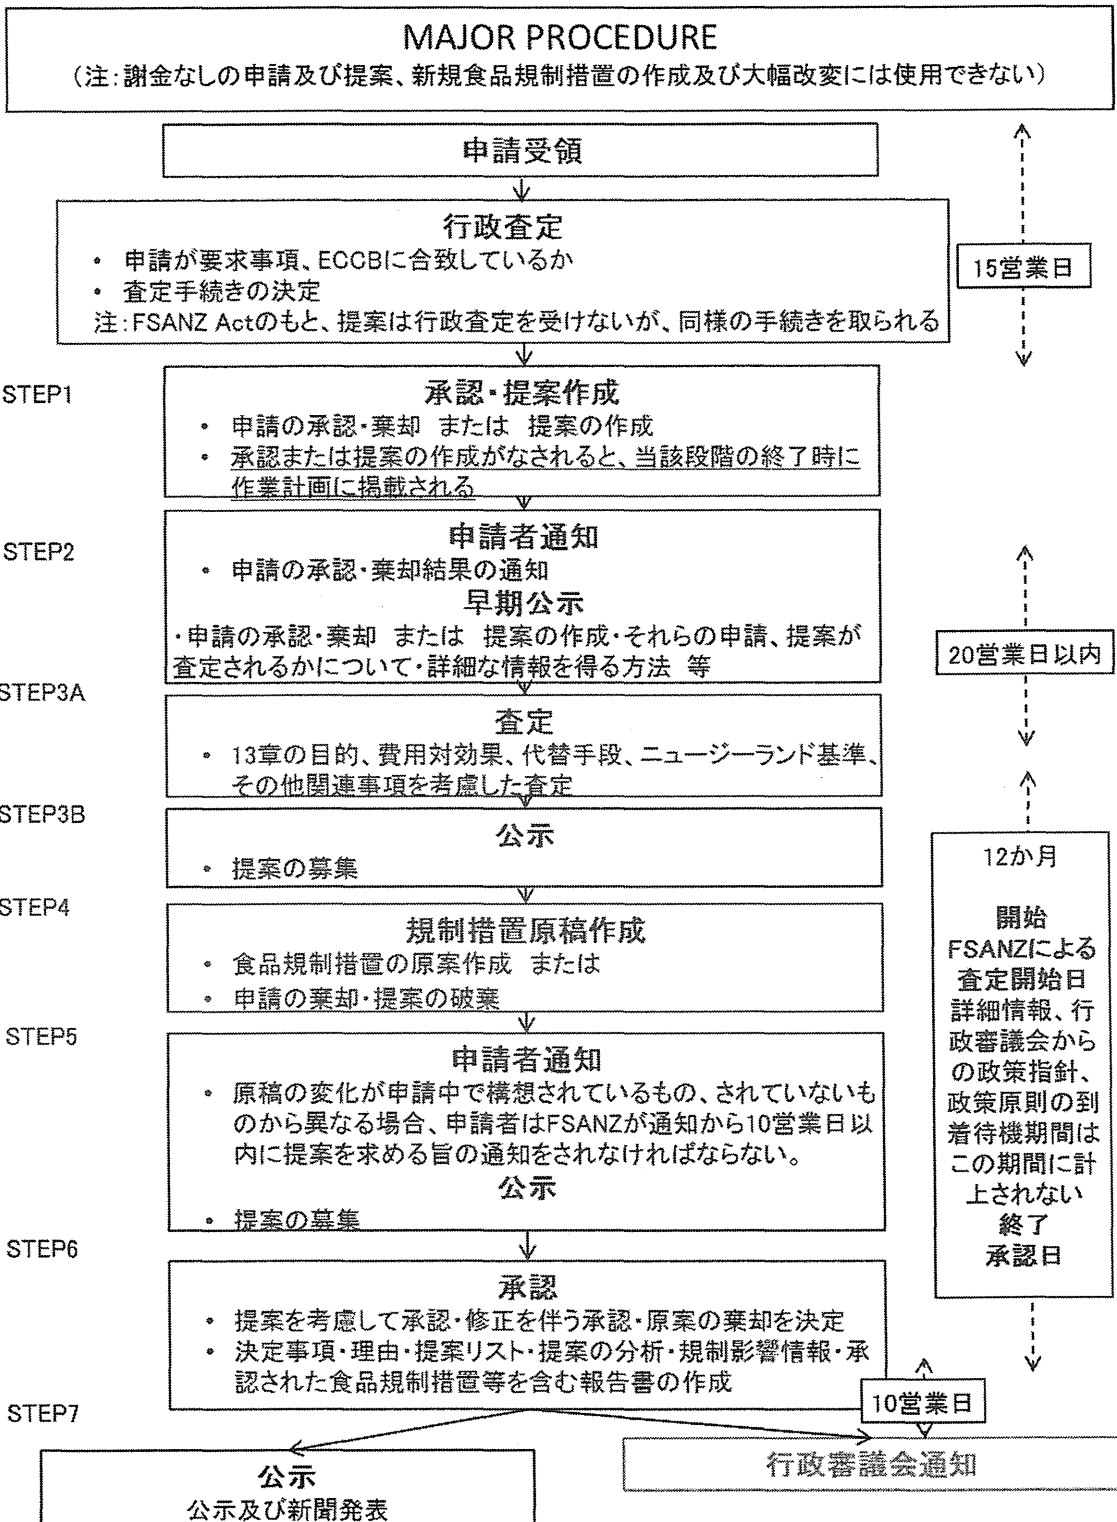 MAJOR PROCEDURE
(注:謝金なしの申請及び提案、新規食品規制措置の作成及び大幅改変には使用できない)
申請受領
行政査定
・ 申請が要求事項、ECCBに合致しているか
・ 査定手続きの決定
注:FSANZ Actのもと、提案は行政査定を受けないが、同様の手続きを取られる
15営業日
STEP1
承認・提案作成
・ 申請の承認・棄却 または 提案の作成
・ 承認または提案の作成がなされると、当該段階の終了時に
作業計画に掲載される
STEP2
申請者通知
・ 申請の承認・棄却結果の通知
早期公示
・申請の承認・棄却 または 提案の作成・それらの申請、提案が
査定されるかについて・詳細な情報を得る方法 等
20営業日以内
STEP3A
査定
・ 13章の目的、費用対効果、代替手段、ニュージーランド基準、
その他関連事項を考慮した査定
STEP3B
公示
・ 提案の募集
STEP4
規制措置原稿作成
・ 食品規制措置の原案作成 または
・ 申請の棄却・提案の破棄
STEP5
申請者通知
・ 原稿の変化が申請中で構想されているもの、されていないも
のから異なる場合、申請者はFSANZが通知から10営業日以
内に提案を求める旨の通知をされなければならない。
公示
・ 提案の募集
12か月
開始
FSANZによる
査定開始日
詳細情報、行
政審議会から
の政策指針、
政策原則の到
着待機期間は
この期間に計
上されない
終了
承認日
STEP6
承認
・ 提案を考慮して承認・修正を伴う承認・原案の棄却を決定
・ 決定事項・理由・提案リスト・提案の分析・規制影響情報・承
認された食品規制措置等を含む報告書の作成
10営業日
STEP7
公示
公示及び新聞発表
行政審議会通知